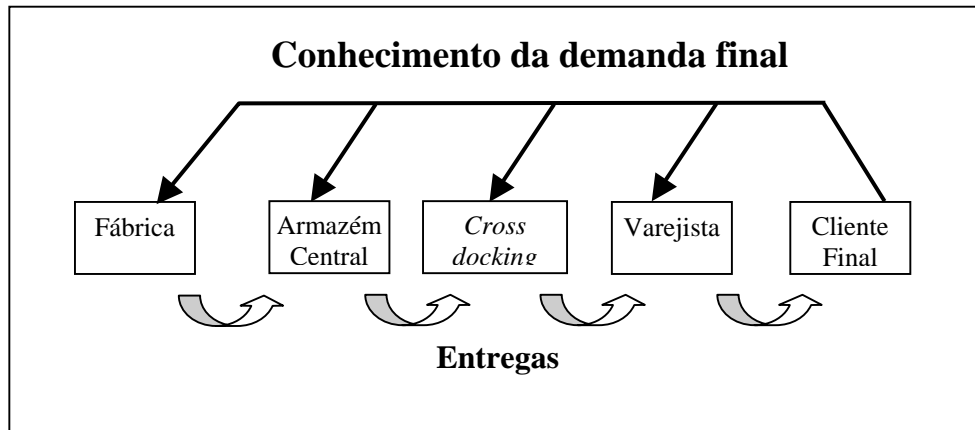 Conhecimento da demanda final
Fábrica
Armazém
Central
Cross
docking
Varejista
Cliente
Final
Entregas